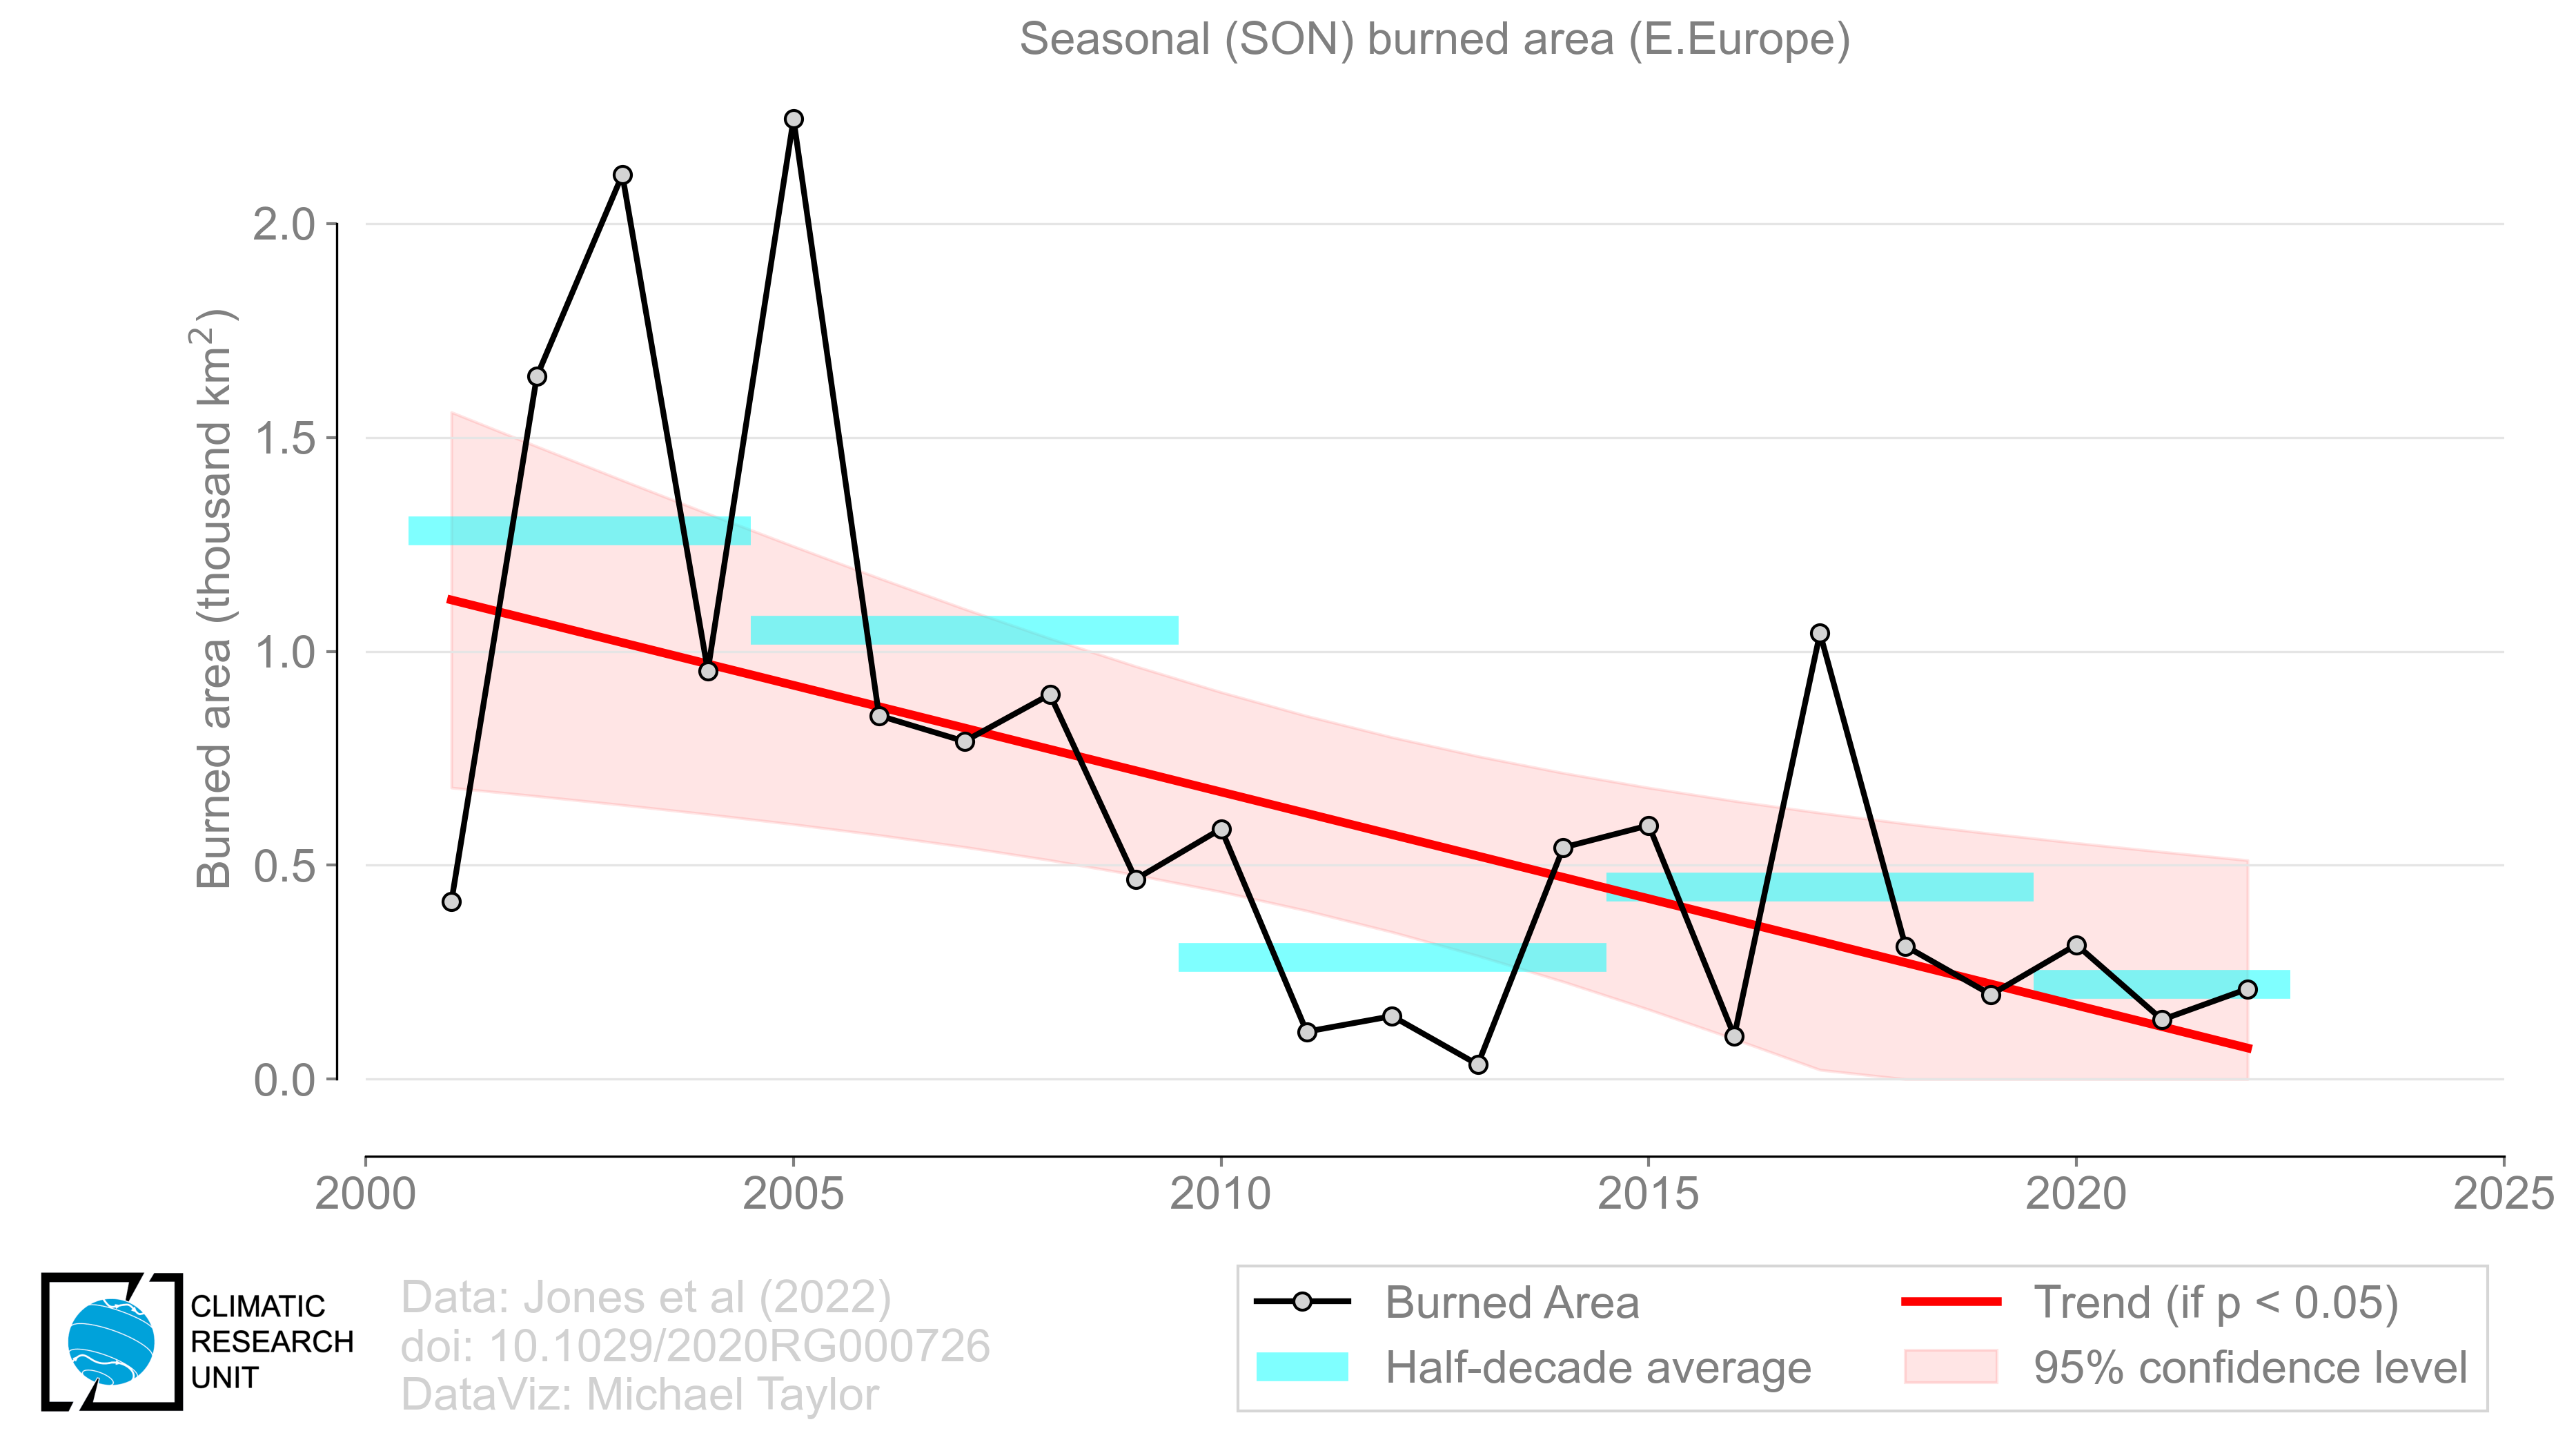 Seasonal (SON) burned area (E.Europe)
Burned area (thousand km²)
2.0
1.5
1.0
0.5
0.0
2000 2005 2010 2015 2020 2025
CLIMATIC
RESEARCH
UNIT
Data: Jones et al (2022)
doi: 10.1029/2020RG000726
DataViz: Michael Taylor
Burned Area
Half-decade average
Trend (if p < 0.05)
95% confidence level